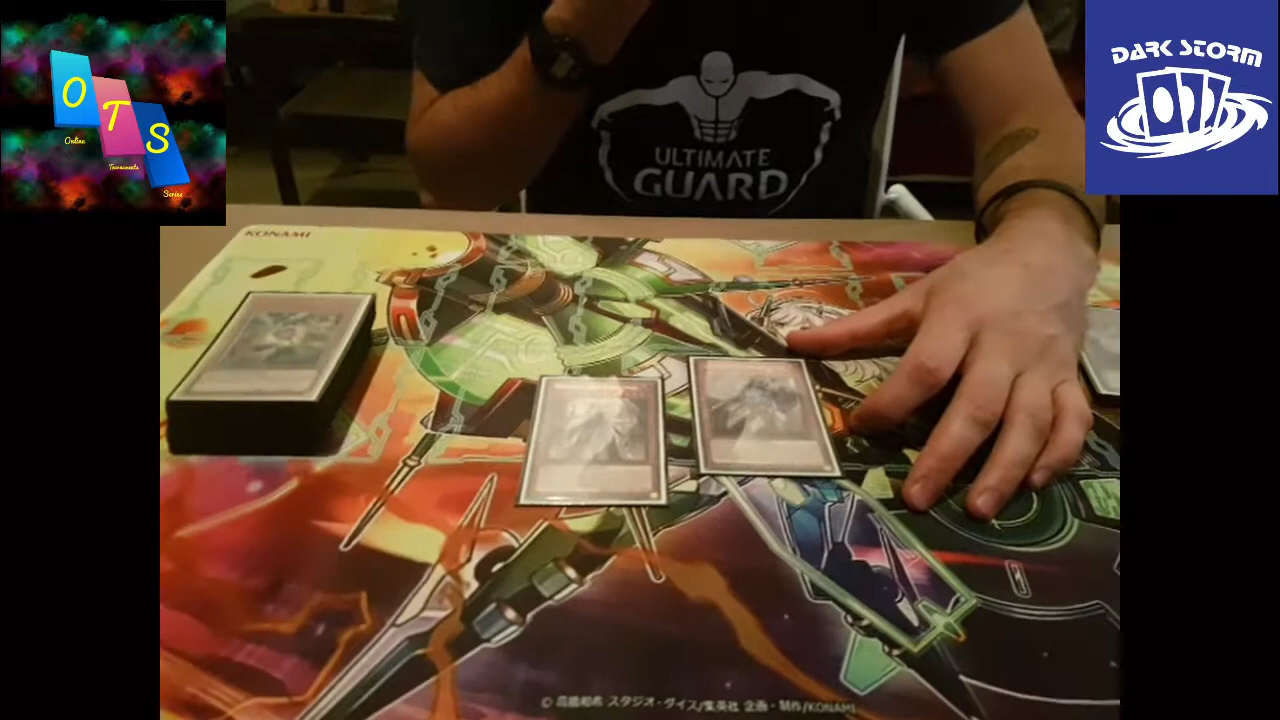 O
T
S
Online
Tournaments
Series
DARK STORM
ULTIMATE
GUARD
KONAMI
© 高橋和希 スタジオ・ダイス/集英社 企画・制作/KONAMI